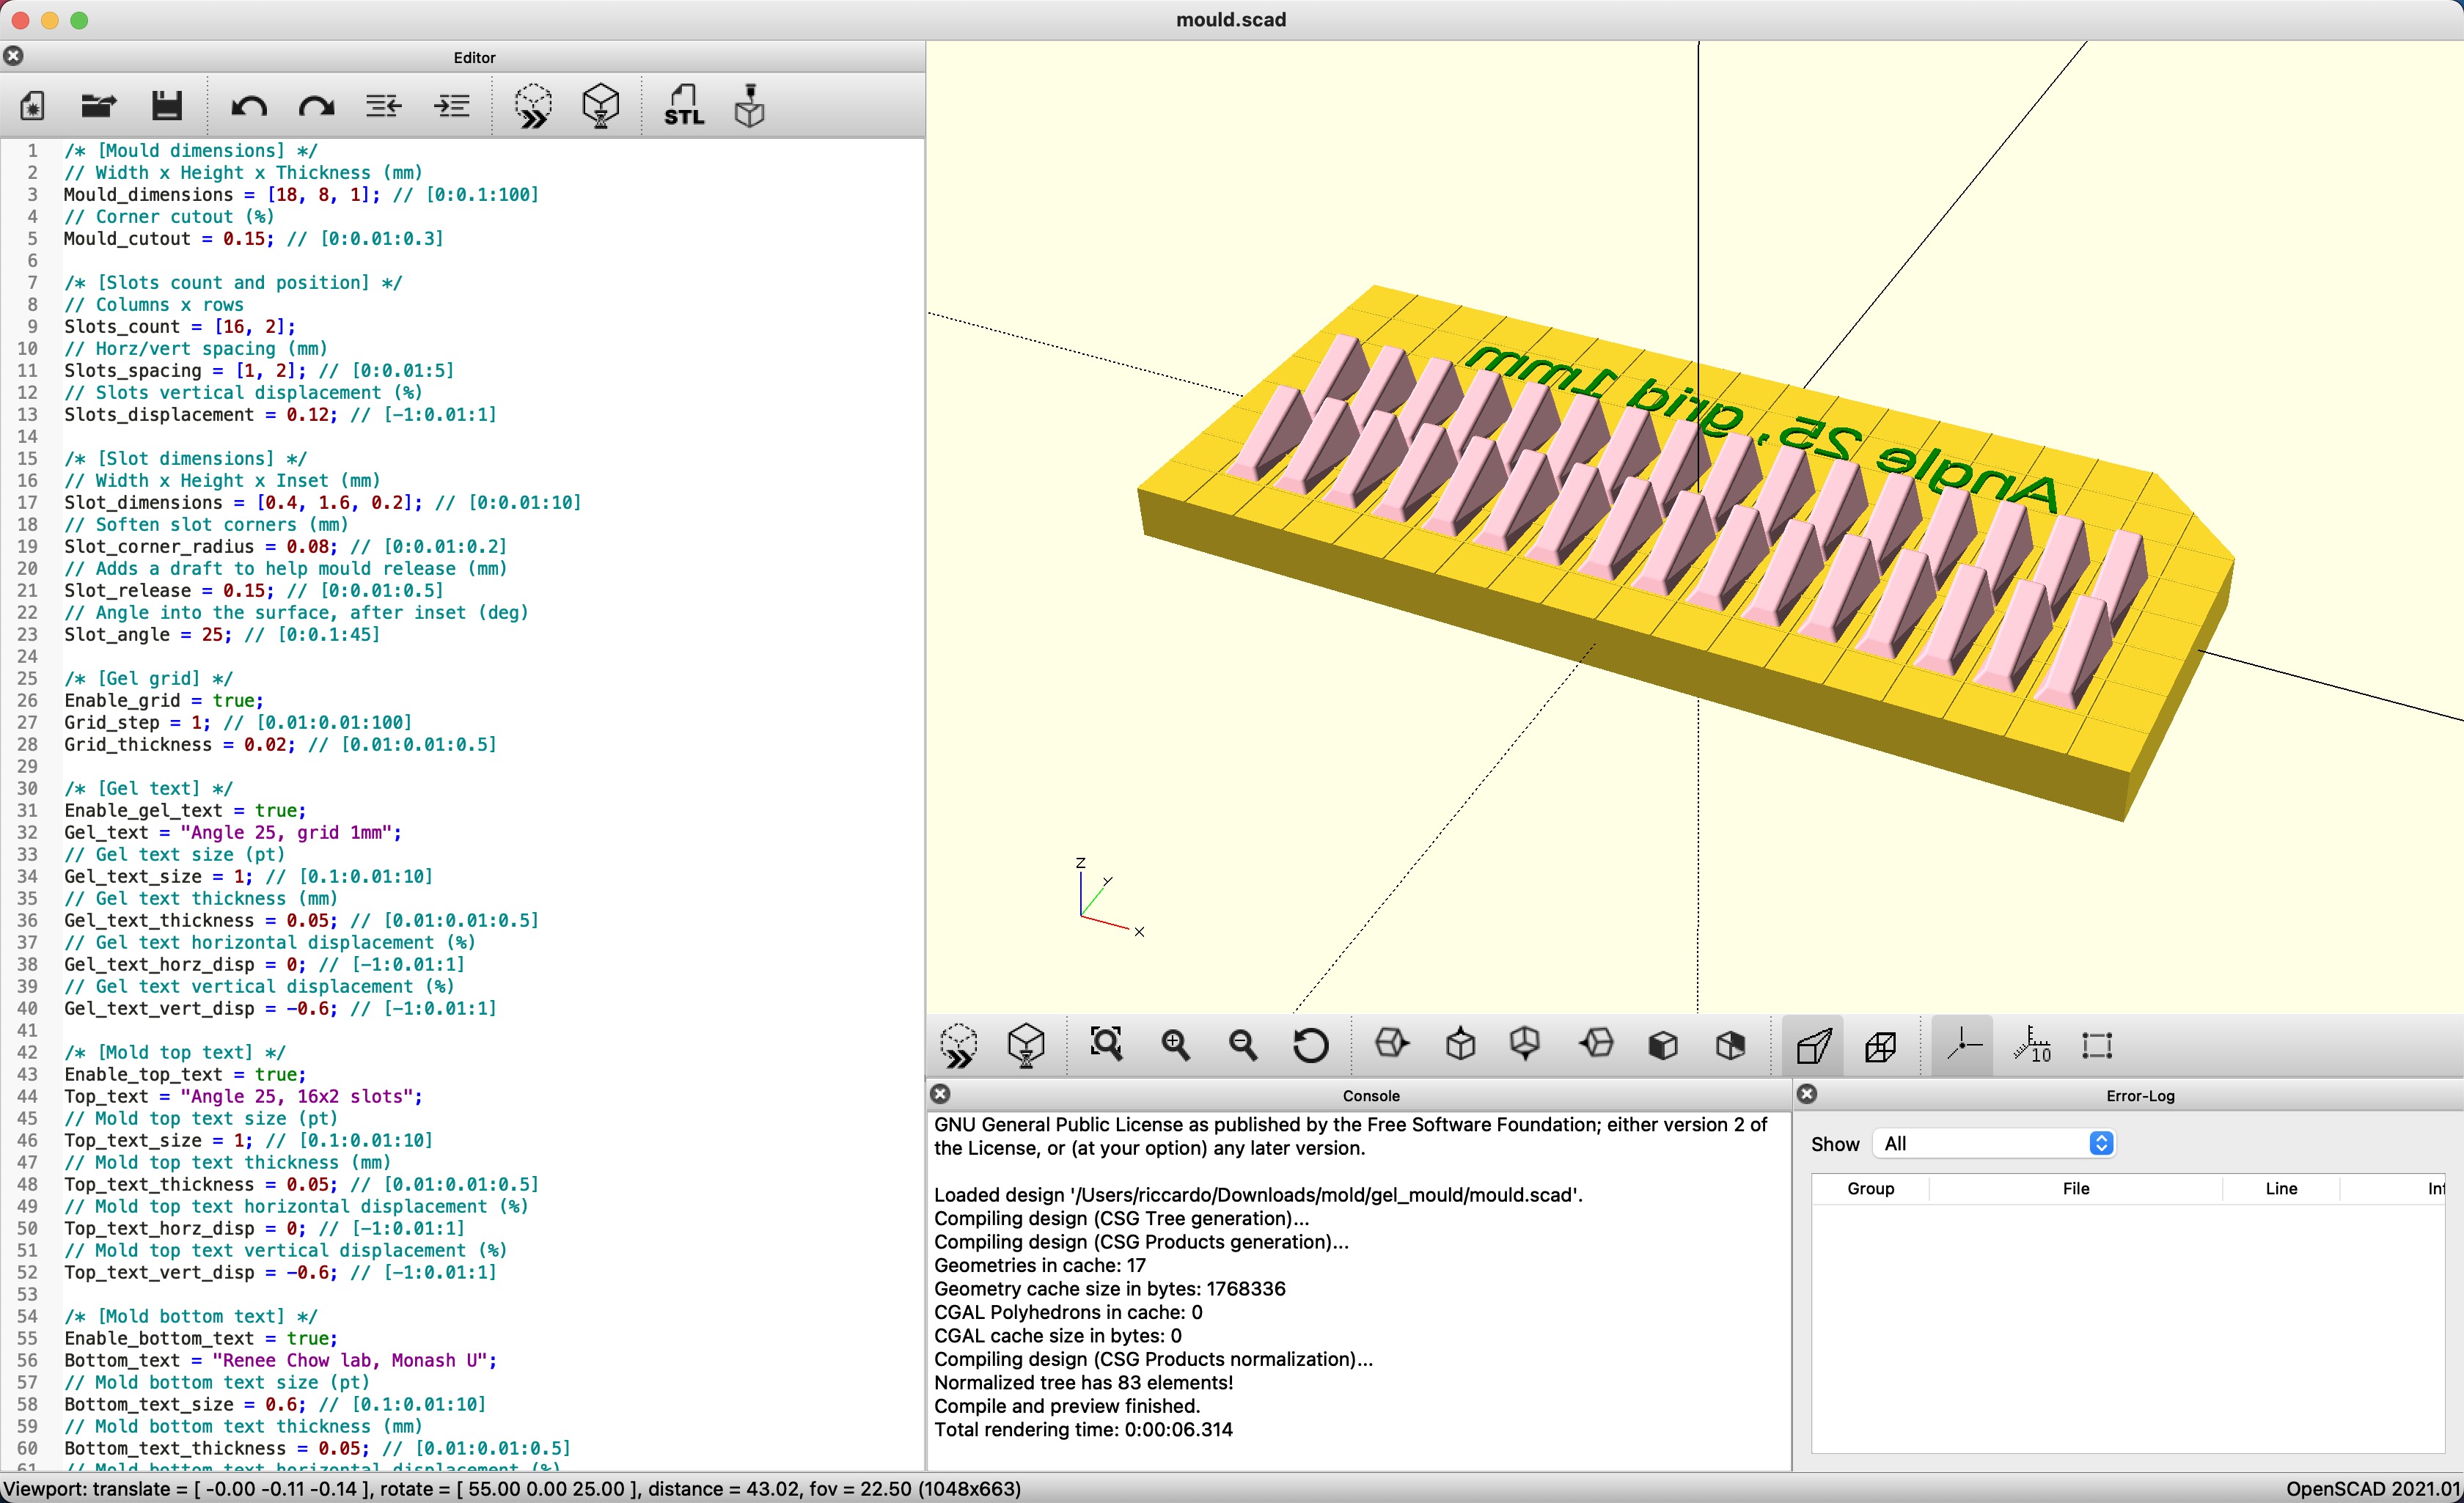 mould.scad
Editor
STL
1 /* [Mould dimensions] */
2 // Width x Height x Thickness (mm)
3 Mould_dimensions = [18, 8, 1]; // [0:0.1:100]
4 // Corner cutout (%)
5 Mould_cutout = 0.15; // [0:0.01:0.3]
6
7 /* [Slots count and position] */
8 // Columns x rows
9 Slots_count = [16, 2];
10 // Horz/vert spacing (mm)
11 Slots_spacing = [1, 2]; // [0:0.01:5]
12 // Slots vertical displacement (%)
13 Slots_displacement = 0.12; // [-1:0.01:1]
14
15 /* [Slot dimensions] */
16 // Width x Height x Inset (mm)
17 Slot_dimensions = [0.4, 1.6, 0.2]; // [0:0.01:10]
18 // Soften slot corners (mm)
19 Slot_corner_radius = 0.08; // [0:0.01:0.2]
20 // Adds a draft to help mould release (mm)
21 Slot_release = 0.15; // [0:0.01:0.5]
22 // Angle into the surface, after inset (deg)
23 Slot_angle = 25; // [0:0.1:45]
24
25 /* [Gel grid] */
26 Enable_grid = true;
27 Grid_step = 1; // [0.01:0.01:100]
28 Grid_thickness = 0.02; // [0.01:0.01:0.5]
29
30 /* [Gel text] */
31 Enable_gel_text = true;
32 Gel_text = "Angle 25, grid 1mm";
33 // Gel text size (pt)
34 Gel_text_size = 1; // [0.1:0.01:10]
35 // Gel text thickness (mm)
36 Gel_text_thickness = 0.05; // [0.01:0.01:0.5]
37 // Gel text horizontal displacement (%)
38 Gel_text_horz_disp = 0; // [-1:0.01:1]
39 // Gel text vertical displacement (%)
40 Gel_text_vert_disp = -0.6; // [-1:0.01:1]
41
42 /* [Mold top text] */
43 Enable_top_text = true;
44 Top_text = "Angle 25, 16x2 slots";
45 // Mold top text size (pt)
46 Top_text_size = 1; // [0.1:0.01:10]
47 // Mold top text thickness (mm)
48 Top_text_thickness = 0.05; // [0.01:0.01:0.5]
49 // Mold top text horizontal displacement (%)
50 Top_text_horz_disp = 0; // [-1:0.01:1]
51 // Mold top text vertical displacement (%)
52 Top_text_vert_disp = -0.6; // [-1:0.01:1]
53
54 /* [Mold bottom text] */
55 Enable_bottom_text = true;
56 Bottom_text = "Renee Chow lab, Monash U";
57 // Mold bottom text size (pt)
58 Bottom_text_size = 0.6; // [0.1:0.01:10]
59 // Mold bottom text thickness (mm)
60 Bottom_text_thickness = 0.05; // [0.01:0.01:0.5]
61 // Mold bottom text horizontal displacement (%)
Angle 25, grid 1mm
Z
Y
X
10
Console
GNU General Public License as published by the Free Software Foundation; either version 2 of
the License, or (at your option) any later version.
Loaded design '/Users/riccardo/Downloads/mold/gel_mould/mould.scad'.
Compiling design (CSG Tree generation)...
Compiling design (CSG Products generation)...
Geometries in cache: 17
Geometry cache size in bytes: 1768336
CGAL Polyhedrons in cache: 0
CGAL cache size in bytes: 0
Compiling design (CSG Products normalization)...
Normalized tree has 83 elements!
Compile and preview finished.
Total rendering time: 0:00:06.314
Error-Log
Show All
Group File Line
Viewport: translate = [ -0.00 -0.11 -0.14 ], rotate = [ 55.00 0.00 25.00 ], distance = 43.02, fov = 22.50 (1048x663)
OpenSCAD 2021.01